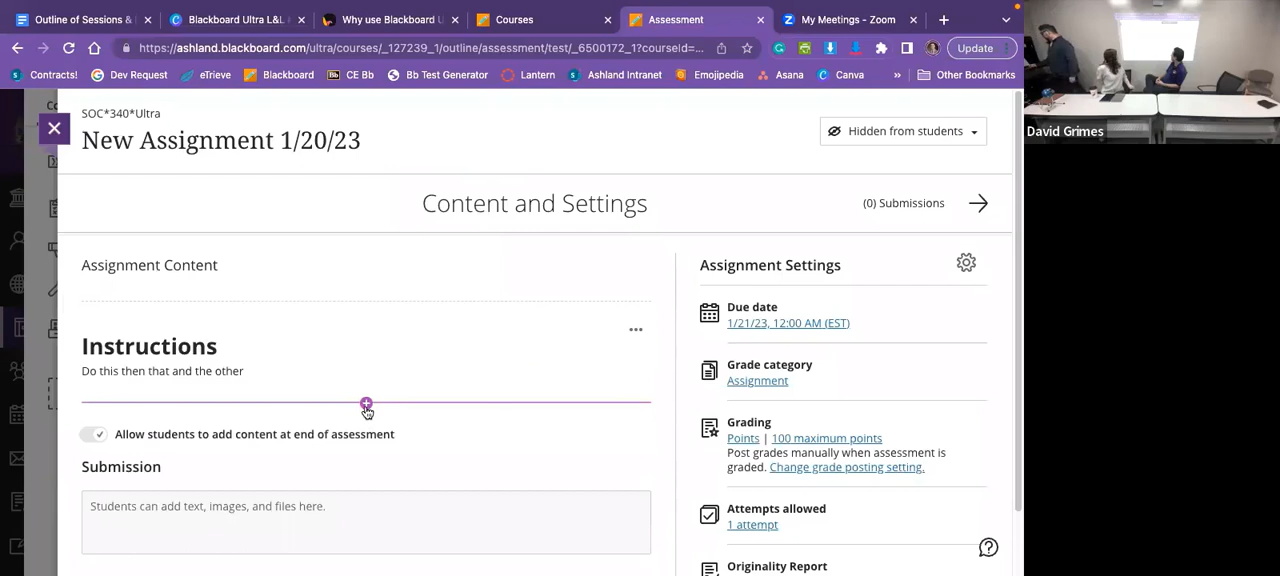 Outline of Sessions &
Blackboard Ultra L&L
Why use Blackboard U
Courses
Assessment
My Meetings - Zoom
https://ashland.blackboard.com/ultra/courses/_127239_1/outline/assessment/test/_6500172_1?courseId=...
Update
Contracts!
Dev Request
eTrieve
Blackboard
CE Bb
Bb Test Generator
Lantern
Ashland Intranet
Emojipedia
Asana
Canva
»
Other Bookmarks
SOC*340*Ultra
New Assignment 1/20/23
Hidden from students
Content and Settings
(0) Submissions
Assignment Content
Assignment Settings
Instructions
Do this then that and the other
Allow students to add content at end of assessment
Submission
Students can add text, images, and files here.
Due date
1/21/23, 12:00 AM (EST)
Grade category
Assignment
Grading
Points | 100 maximum points
Post grades manually when assessment is
graded. Change grade posting setting.
Attempts allowed
1 attempt
Originality Report
David Grimes